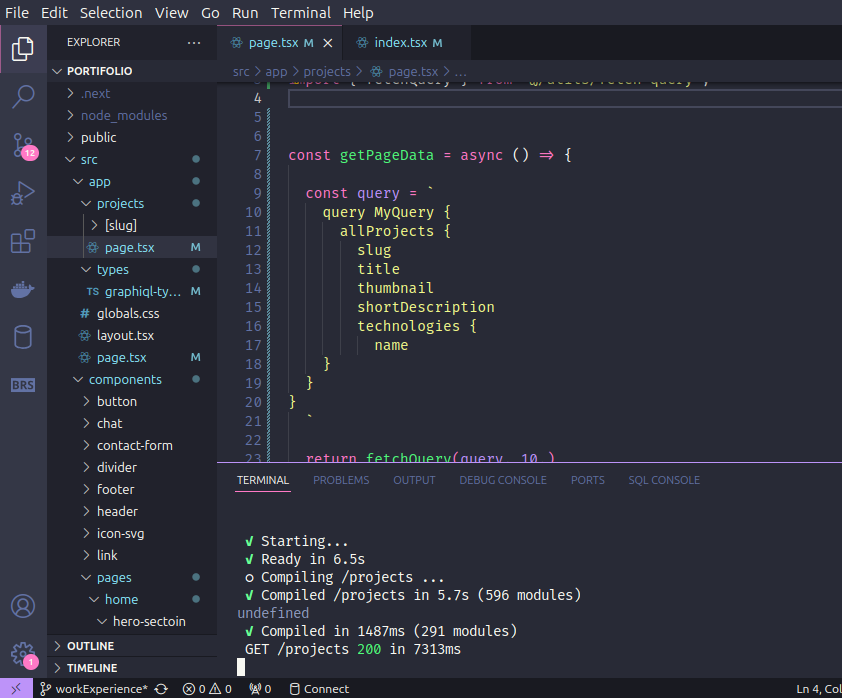 File Edit Selection View Go Run Terminal Help
EXPLORER ...
page.tsx M
index.tsx M
PORTIFOLIO
src > app > projects > page.tsx > ...
.next
node_modules
public
src
app
projects
[slug]
page.tsx M
types
TS graphiql-ty... M
# globals.css
layout.tsx
page.tsx M
components
button
chat
contact-form
divider
footer
header
icon-svg
link
pages
home
hero-sectoin
OUTLINE
TIMELINE
12
BRS
1
4
5
6
7 const getPageData = async () => {
8
9 const query = `
10 query MyQuery {
11 allProjects {
12 slug
13 title
14 thumbnail
15 shortDescription
16 technologies {
17 name
18 }
19 }
20 }
21 `
22
23 return fetchQuery(query, 10 )
TERMINAL PROBLEMS OUTPUT DEBUG CONSOLE PORTS SQL CONSOLE
✓ Starting...
✓ Ready in 6.5s
○ Compiling /projects ...
✓ Compiled /projects in 5.7s (596 modules)
undefined
✓ Compiled in 1487ms (291 modules)
GET /projects 200 in 7313ms
workExperience* 0 0 0 Connect
Ln 4, Col